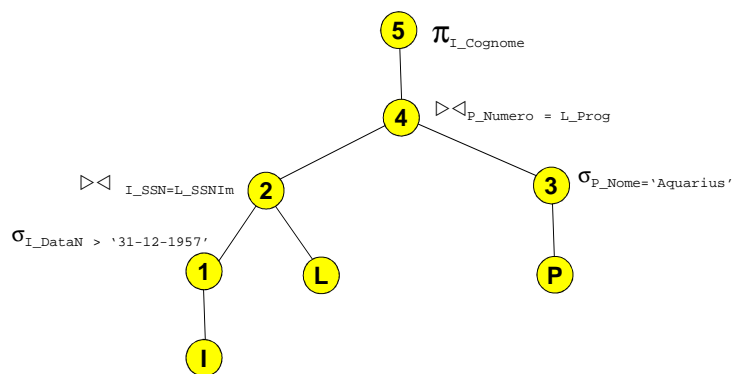 5 π I_Cognome
4 ▷◁ P_Numero = L_Prog
▷◁ I_SSN=L_SSNIm 2
3 σ P_Nome=‘Aquarius’
σ I_DataN > ‘31-12-1957’
1
L
P
I